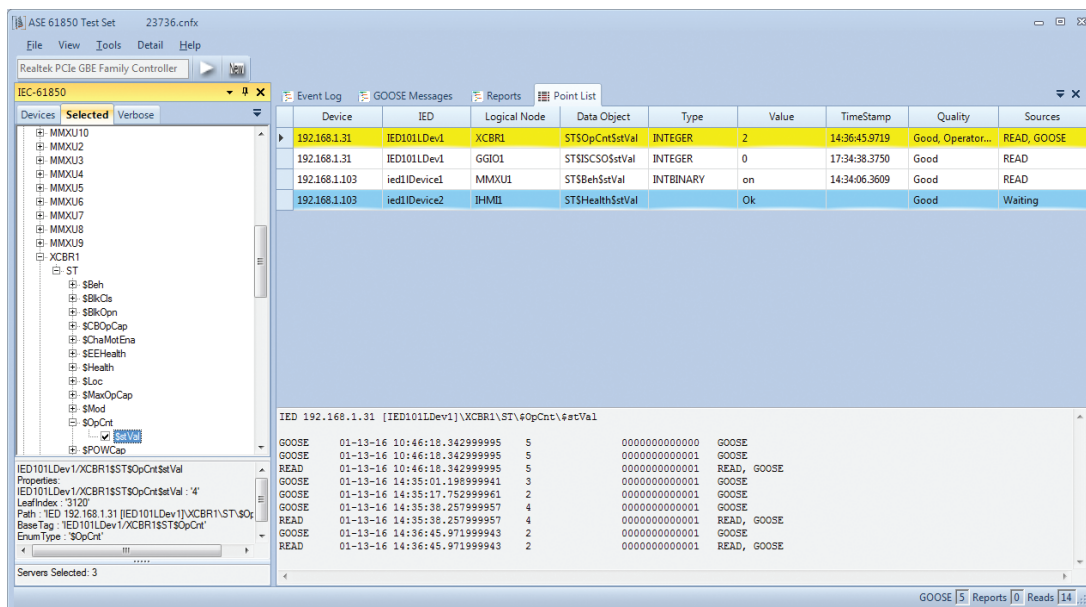 ASE 61850 Test Set 23736.cnfx
File View Tools Detail Help
Realtek PCIe GBE Family Controller
IEC-61850
Devices Selected Verbose
MMXU10
MMXU2
MMXU3
MMXU4
MMXU5
MMXU6
MMXU7
MMXU8
MMXU9
XCBR1
ST
$Beh
$BlkCls
$BlkOpn
$CBOpCap
$ChaMotEna
$EEHealth
$Health
$Loc
$MaxOpCap
$Mod
$OpCnt
$stVal
$POWCap
IED101LDev1/XCBR1$ST$OpCnt$stVal
Properties:
IED101LDev1/XCBR1$ST$OpCnt$stVal : '4'
LeafIndex : '3120'
Path : 'IED 192.168.1.31 [IED101LDev1]\XCBR1\ST\$Op
BaseTag : 'IED101LDev1/XCBR1$ST$OpCnt'
EnumType : '$OpCnt'
Servers Selected: 3
Event Log GOOSE Messages Reports Point List
Device IED Logical Node Data Object Type Value TimeStamp Quality Sources
192.168.1.31 IED101LDev1 XCBR1 ST$OpCnt$stVal INTEGER 2 14:36:45.9719 Good, Operator... READ, GOOSE
192.168.1.31 IED101LDev1 GGIO1 ST$ISCSO$stVal INTEGER 0 17:34:38.3750 Good READ
192.168.1.103 ied1lDevice1 MMXU1 ST$Beh$stVal INTBINARY on 14:34:06.3609 Good READ
192.168.1.103 ied1lDevice2 IHMI1 ST$Health$stVal Ok Good Waiting
IED 192.168.1.31 [IED101LDev1]\XCBR1\ST\$OpCnt\$stVal
GOOSE 01-13-16 10:46:18.342999995 5 0000000000000 GOOSE
GOOSE 01-13-16 10:46:18.342999995 5 0000000000001 GOOSE
READ 01-13-16 10:46:18.342999995 5 0000000000001 READ, GOOSE
GOOSE 01-13-16 14:35:01.198999941 3 0000000000001 GOOSE
GOOSE 01-13-16 14:35:17.752999961 2 0000000000001 GOOSE
GOOSE 01-13-16 14:35:38.257999957 4 0000000000001 GOOSE
READ 01-13-16 14:35:38.257999957 4 0000000000001 READ, GOOSE
GOOSE 01-13-16 14:36:45.971999943 2 0000000000001 GOOSE
READ 01-13-16 14:36:45.971999943 2 0000000000001 READ, GOOSE
GOOSE 5 Reports 0 Reads 14